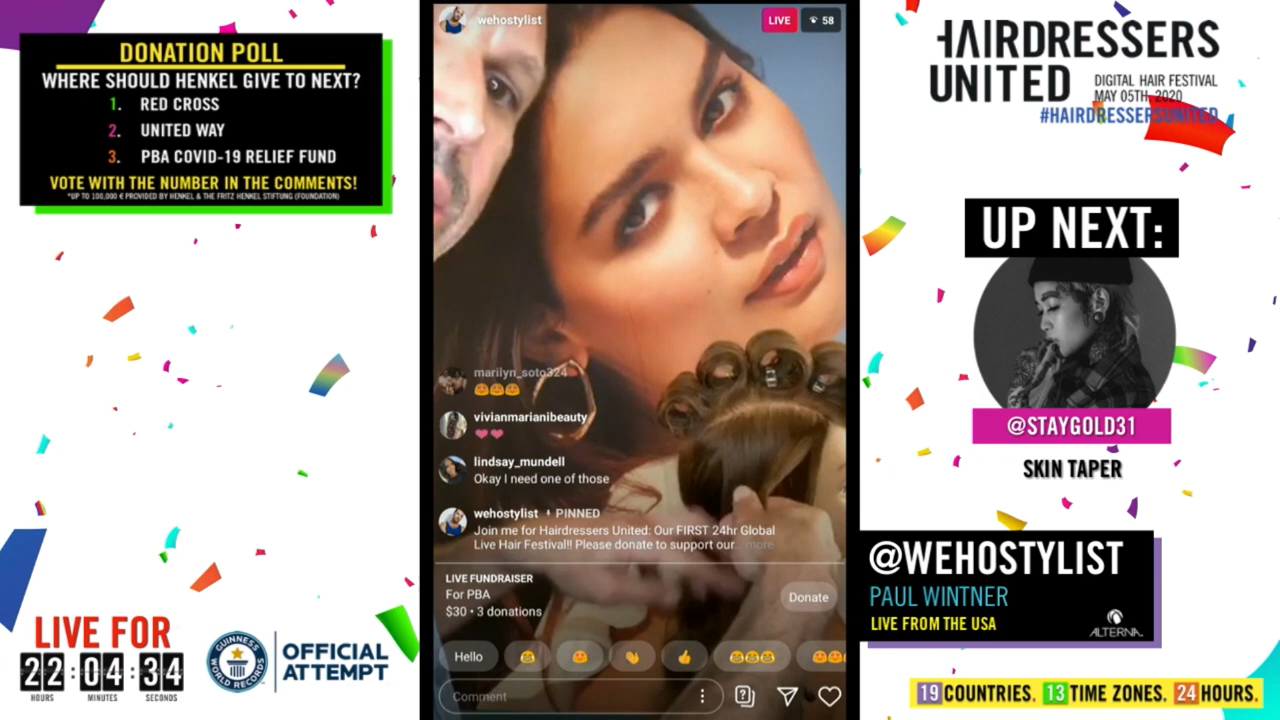 DONATION POLL
WHERE SHOULD HENKEL GIVE TO NEXT?
1. RED CROSS
2. UNITED WAY
3. PBA COVID-19 RELIEF FUND
VOTE WITH THE NUMBER IN THE COMMENTS!
*UP TO 100,000 € PROVIDED BY HENKEL & THE FRITZ HENKEL STIFTUNG (FOUNDATION)
LIVE FOR
22:04:34
HOURS MINUTES SECONDS
GUINNESS WORLD RECORDS
OFFICIAL
ATTEMPT
wehostylist
LIVE
58
marilyn_soto324
vivianmarianibeauty
lindsay_mundell
Okay I need one of those
wehostylist PINNED
Join me for Hairdressers United: Our FIRST 24hr Global
Live Hair Festival!! Please donate to support our... more
LIVE FUNDRAISER
For PBA
$30 • 3 donations
Donate
Hello
Comment
HAIRDRESSERS
UNITED
DIGITAL HAIR FESTIVAL
MAY 05TH, 2020
#HAIRDRESSERSUNITED
UP NEXT:
@STAYGOLD31
SKIN TAPER
@WEHOSTYLIST
PAUL WINTNER
LIVE FROM THE USA
ALTERNA
19 COUNTRIES. 13 TIME ZONES. 24 HOURS.